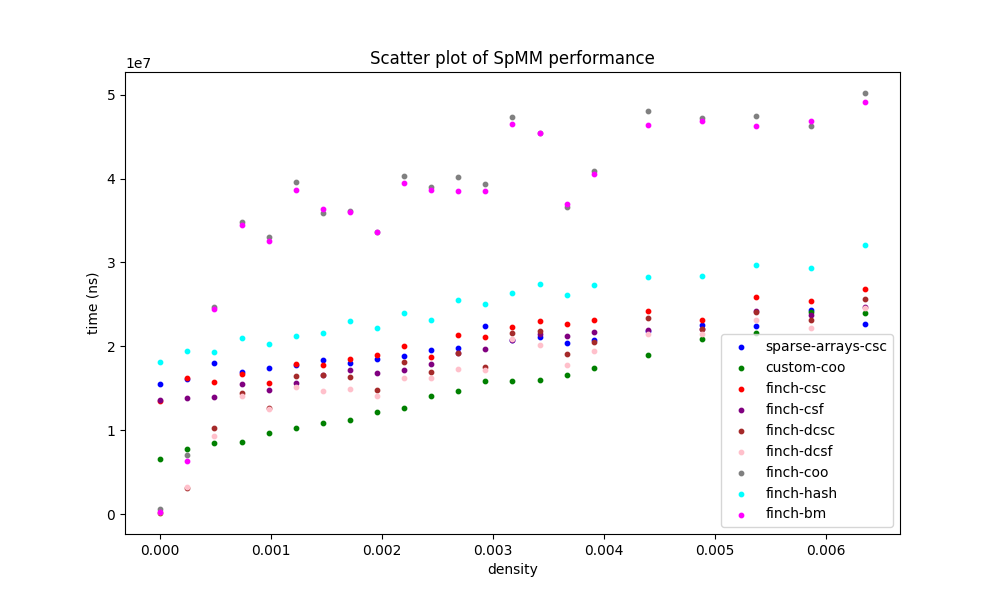 Scatter plot of SpMM performance
1e7
5
4
3
2
1
0
time (ns)
0.000 0.001 0.002 0.003 0.004 0.005 0.006
density
sparse-arrays-csc
custom-coo
finch-csc
finch-csf
finch-dcsc
finch-dcsf
finch-coo
finch-hash
finch-bm